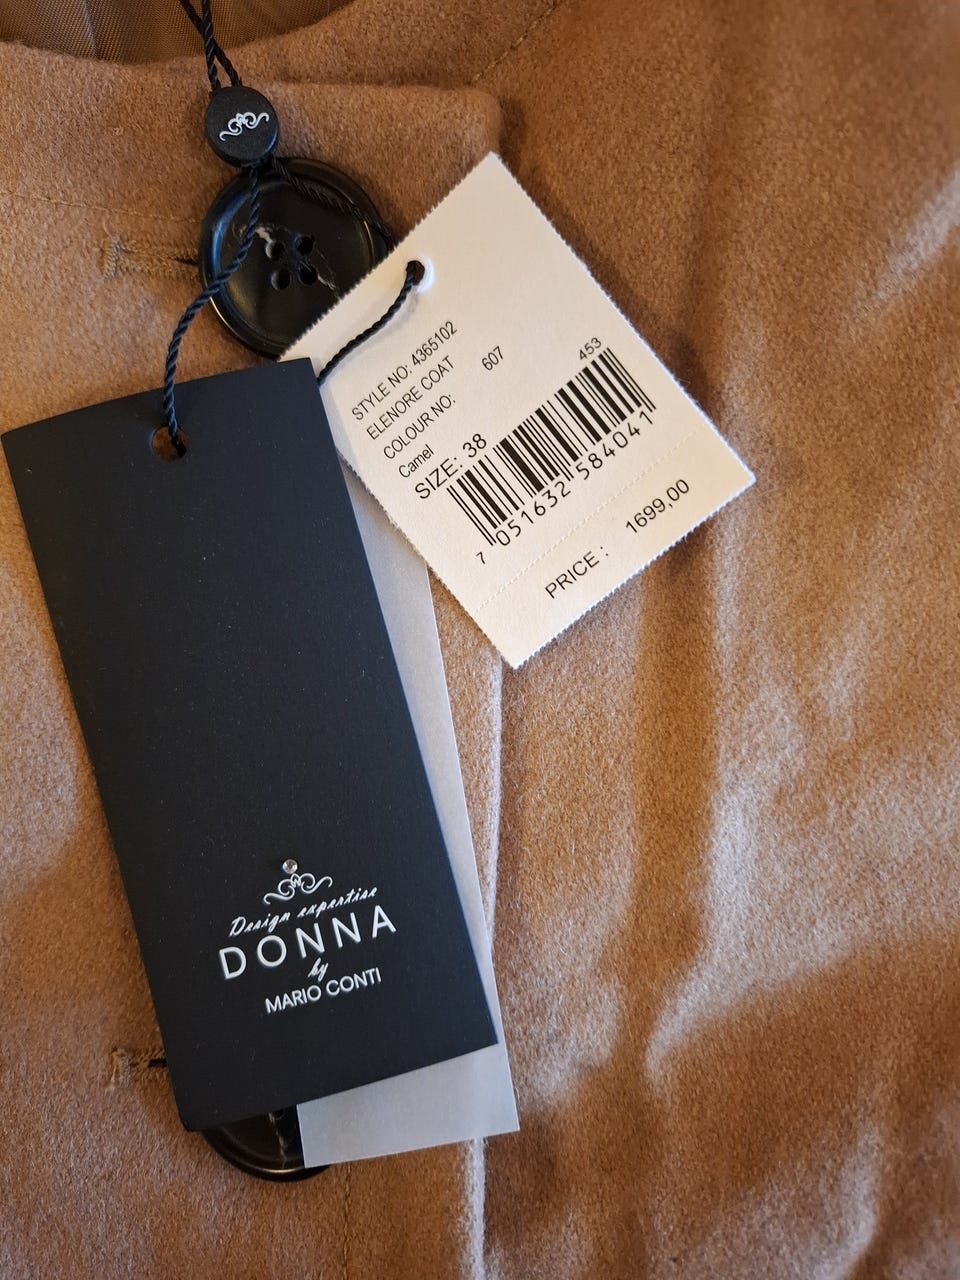 STYLE NO: 4365102
ELENORE COAT
COLOUR NO: 607
Camel
SIZE: 38
453
7 051632 584041
PRICE : 1699,00
Design expertise
DONNA
by
MARIO CONTI